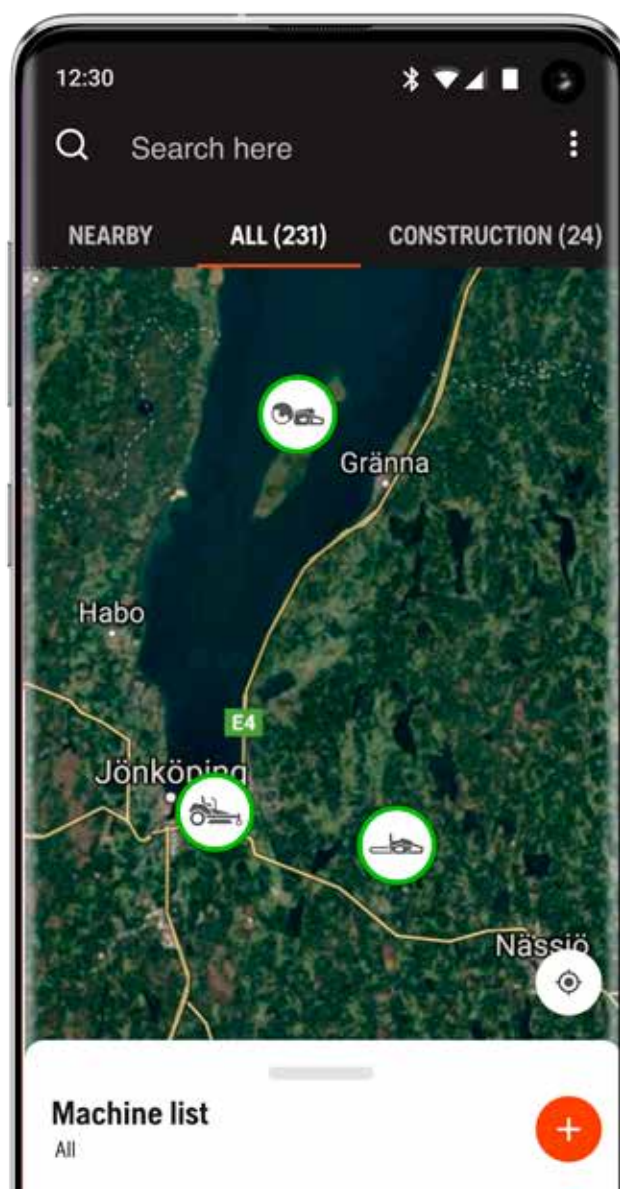 12:30
Search here
NEARBY ALL (231) CONSTRUCTION (24)
Gränna
Habo
E4
Jönköping
Nässjö
Machine list
All
+